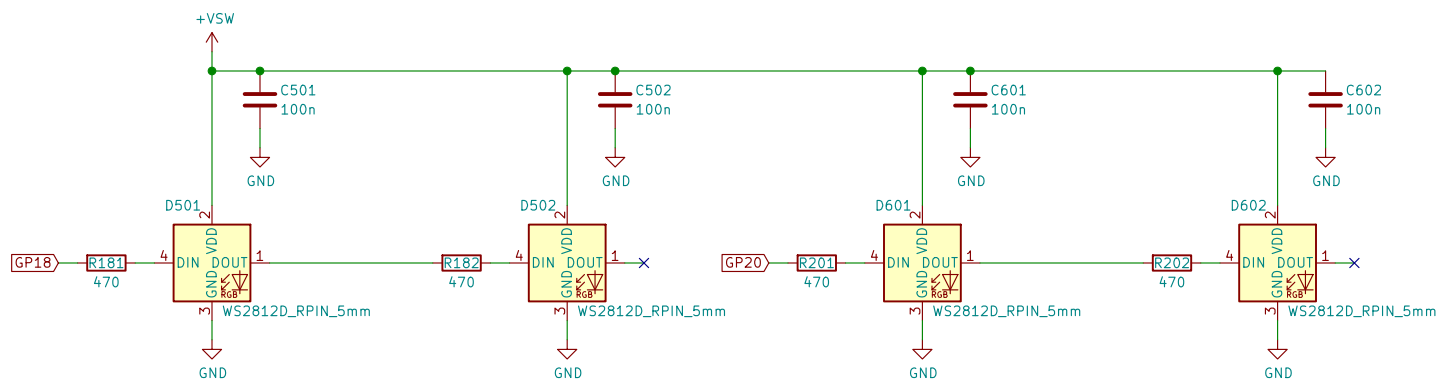 +VSW
C501
100n
C502
100n
C601
100n
C602
100n
GND
GND
GND
GND
D501
D502
D601
D602
2
2
2
2
GP18
R181
470
4
DIN
VDD
GND
DOUT
1
RGB
R182
470
4
DIN
VDD
GND
DOUT
1
RGB
GP20
R201
470
4
DIN
VDD
GND
DOUT
1
RGB
R202
470
4
DIN
VDD
GND
DOUT
1
RGB
3
WS2812D_RPIN_5mm
3
WS2812D_RPIN_5mm
3
WS2812D_RPIN_5mm
3
WS2812D_RPIN_5mm
GND
GND
GND
GND